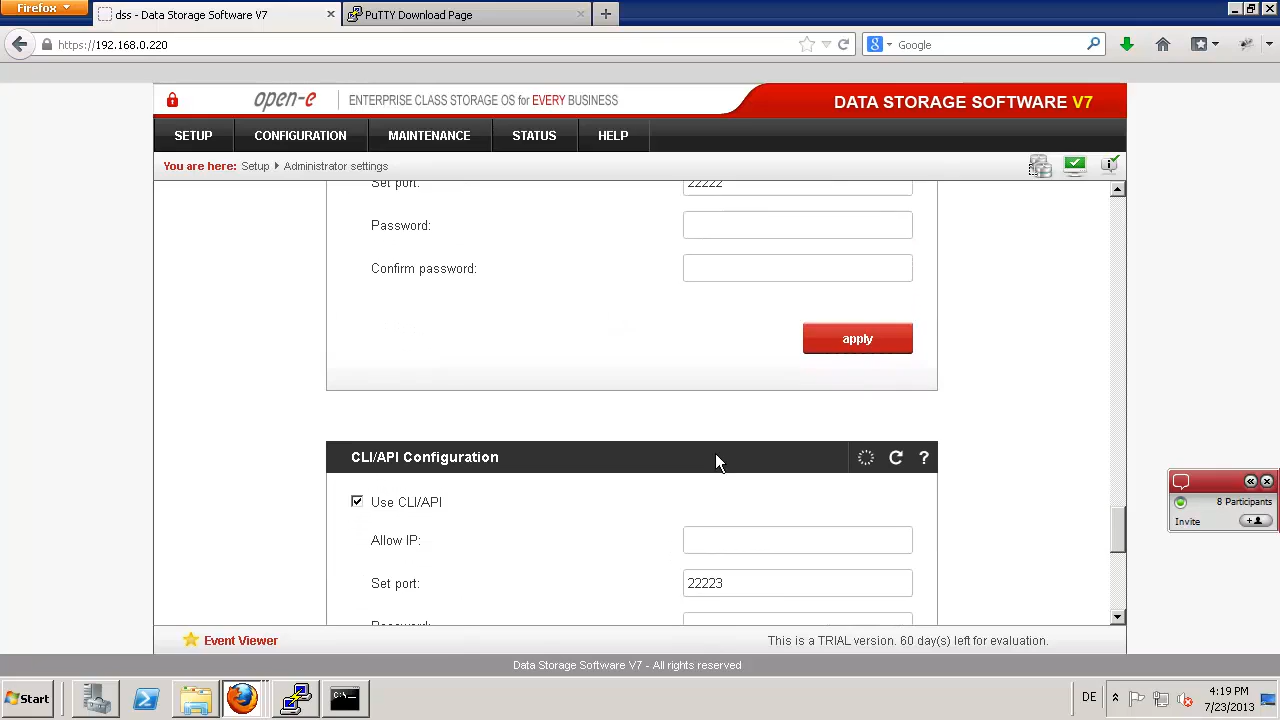 Firefox
dss - Data Storage Software V7
PuTTY Download Page
https://192.168.0.220
Google
open-e
ENTERPRISE CLASS STORAGE OS for EVERY BUSINESS
DATA STORAGE SOFTWARE V7
SETUP
CONFIGURATION
MAINTENANCE
STATUS
HELP
You are here: Setup Administrator settings
Set port: 22222
Password:
Confirm password:
apply
CLI/API Configuration
?
Use CLI/API
Allow IP:
Set port: 22223
Password:
8 Participants
Invite
Event Viewer
This is a TRIAL version. 60 day(s) left for evaluation.
Data Storage Software V7 - All rights reserved
Start
DE
4:19 PM
7/23/2013